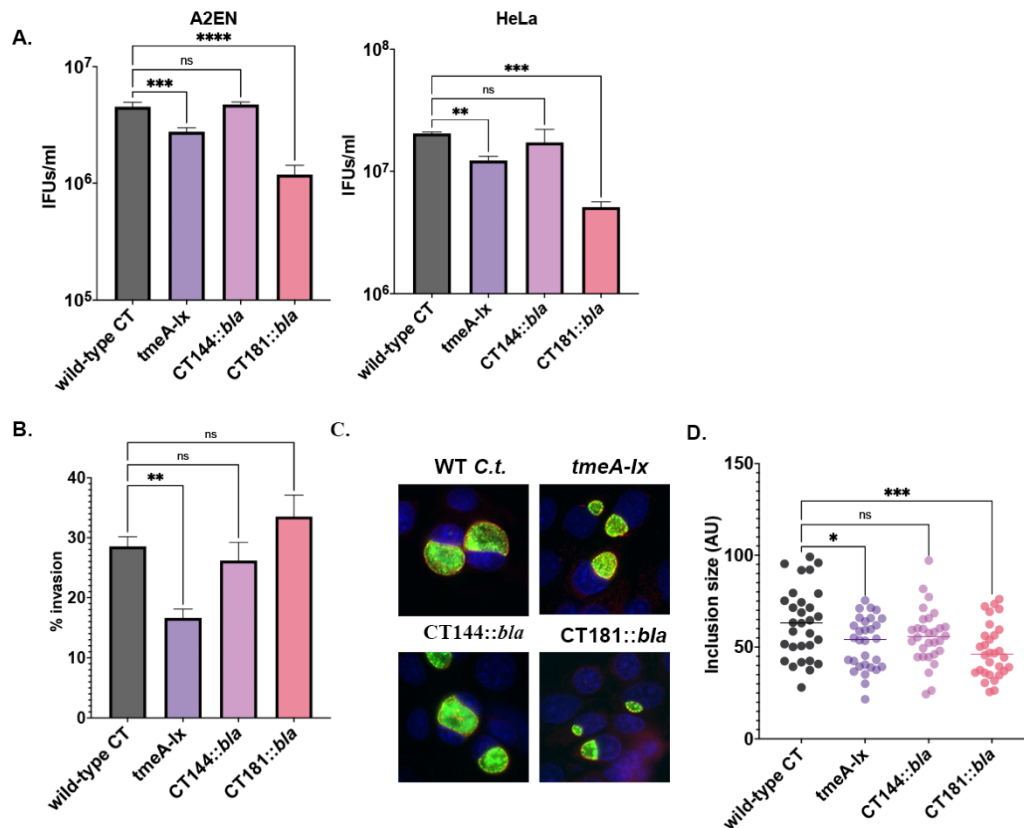 A.
A2EN
IFUs/ml
10⁷
10⁶
10⁵
****
ns
***
wild-type CT
tmeA-lx
CT144::bla
CT181::bla
HeLa
IFUs/ml
10⁸
10⁷
10⁶
***
ns
**
wild-type CT
tmeA-lx
CT144::bla
CT181::bla
B.
% invasion
40
30
20
10
0
ns
ns
**
wild-type CT
tmeA-lx
CT144::bla
CT181::bla
C.
WT C.t.
tmeA-lx
CT144::bla
CT181::bla
D.
Inclusion size (AU)
150
100
50
0
***
ns
*
wild-type CT
tmeA-lx
CT144::bla
CT181::bla